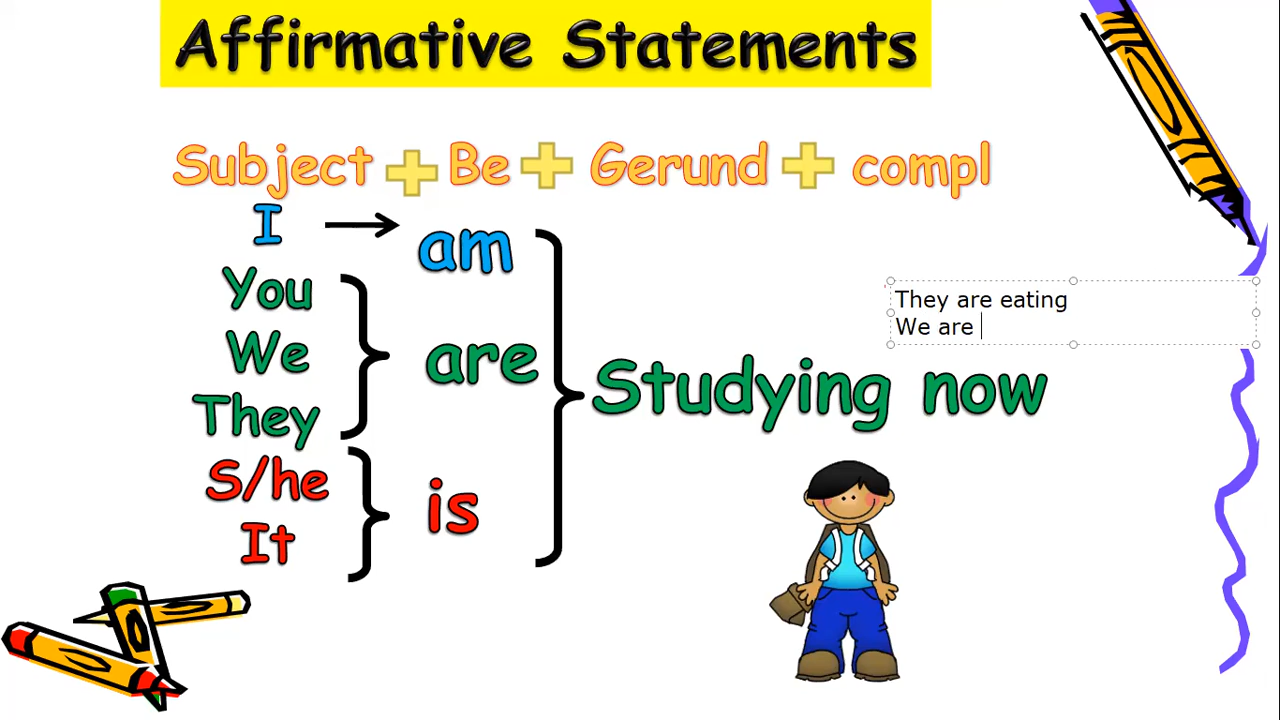 Affirmative Statements
Subject + Be + Gerund + compl
I → am
You
We
They
are
S/he
It
is
Studying now
They are eating
We are